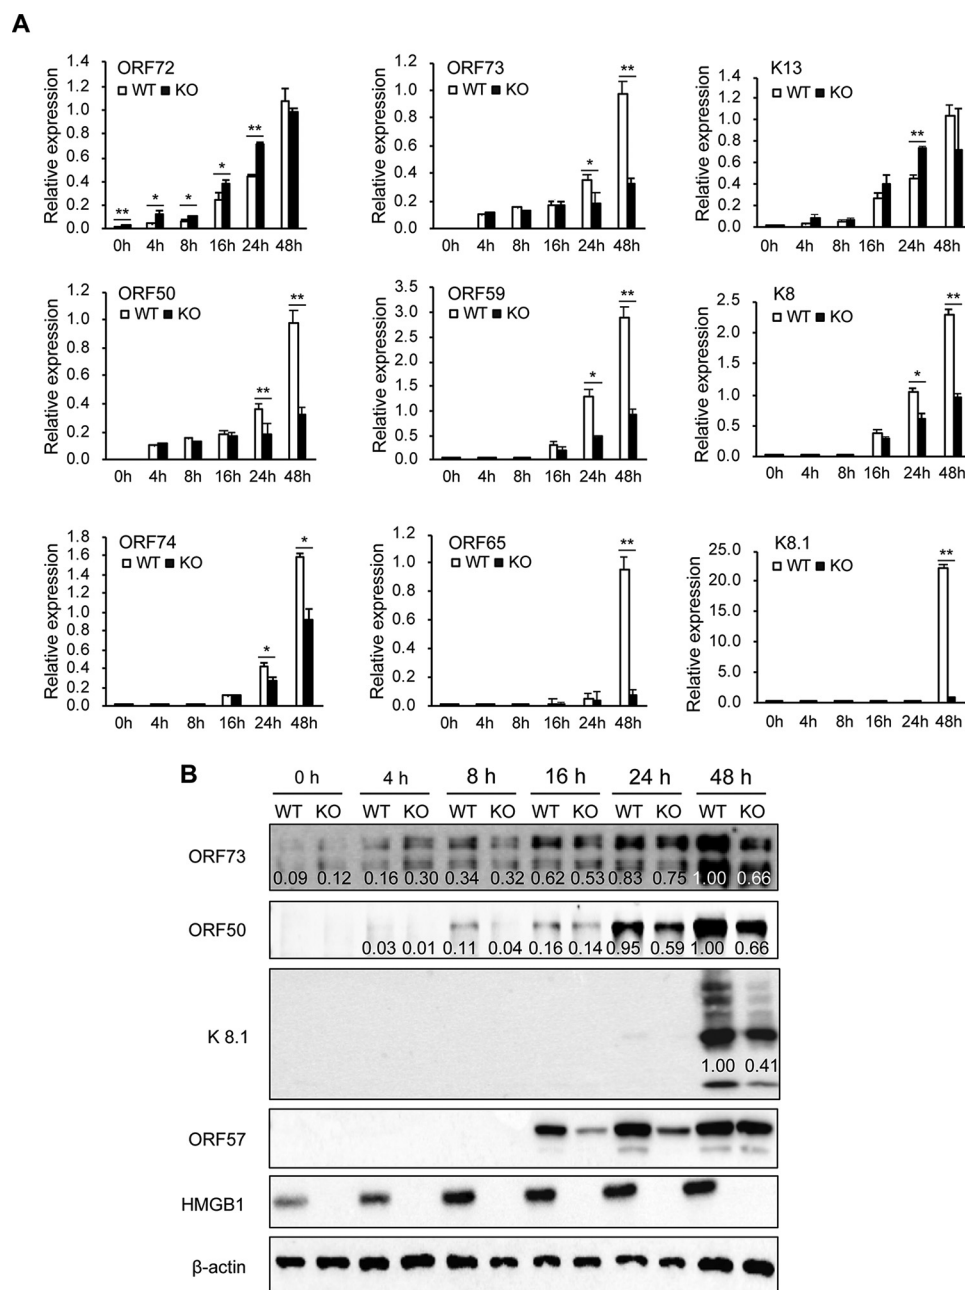 A
Relative expression
1.4
1.2
1.0
0.8
0.6
0.4
0.2
0.0
ORF72
WT KO
**
*
*
*
**
0h 4h 8h 16h 24h 48h
Relative expression
1.2
1.0
0.8
0.6
0.4
0.2
0.0
ORF73
WT KO
*
**
0h 4h 8h 16h 24h 48h
Relative expression
1.4
1.2
1.0
0.8
0.6
0.4
0.2
0.0
K13
WT KO
**
0h 4h 8h 16h 24h 48h
Relative expression
1.2
1.0
0.8
0.6
0.4
0.2
0.0
ORF50
WT KO
**
**
0h 4h 8h 16h 24h 48h
Relative expression
3.5
3.0
2.5
1.5
1.0
0.5
0.0
ORF59
WT KO
*
**
0h 4h 8h 16h 24h 48h
Relative expression
2.5
2.0
1.5
1.0
0.5
0.0
K8
WT KO
*
**
0h 4h 8h 16h 24h 48h
Relative expression
1.8
1.6
1.4
1.2
1.0
0.8
0.6
0.4
0.2
0.0
ORF74
WT KO
*
*
0h 4h 8h 16h 24h 48h
Relative expression
1.2
1.0
0.8
0.6
0.4
0.2
0.0
ORF65
WT KO
**
0h 4h 8h 16h 24h 48h
Relative expression
25.0
20.0
15.0
10.0
5.0
0.0
K8.1
WT KO
**
0h 4h 8h 16h 24h 48h
B
0 h 4 h 8 h 16 h 24 h 48 h
WT KO WT KO WT KO WT KO WT KO WT KO
ORF73
0.09 0.12 0.16 0.30 0.34 0.32 0.62 0.53 0.83 0.75 1.00 0.66
ORF50
0.03 0.01 0.11 0.04 0.16 0.14 0.95 0.59 1.00 0.66
K 8.1
1.00 0.41
ORF57
HMGB1
β-actin